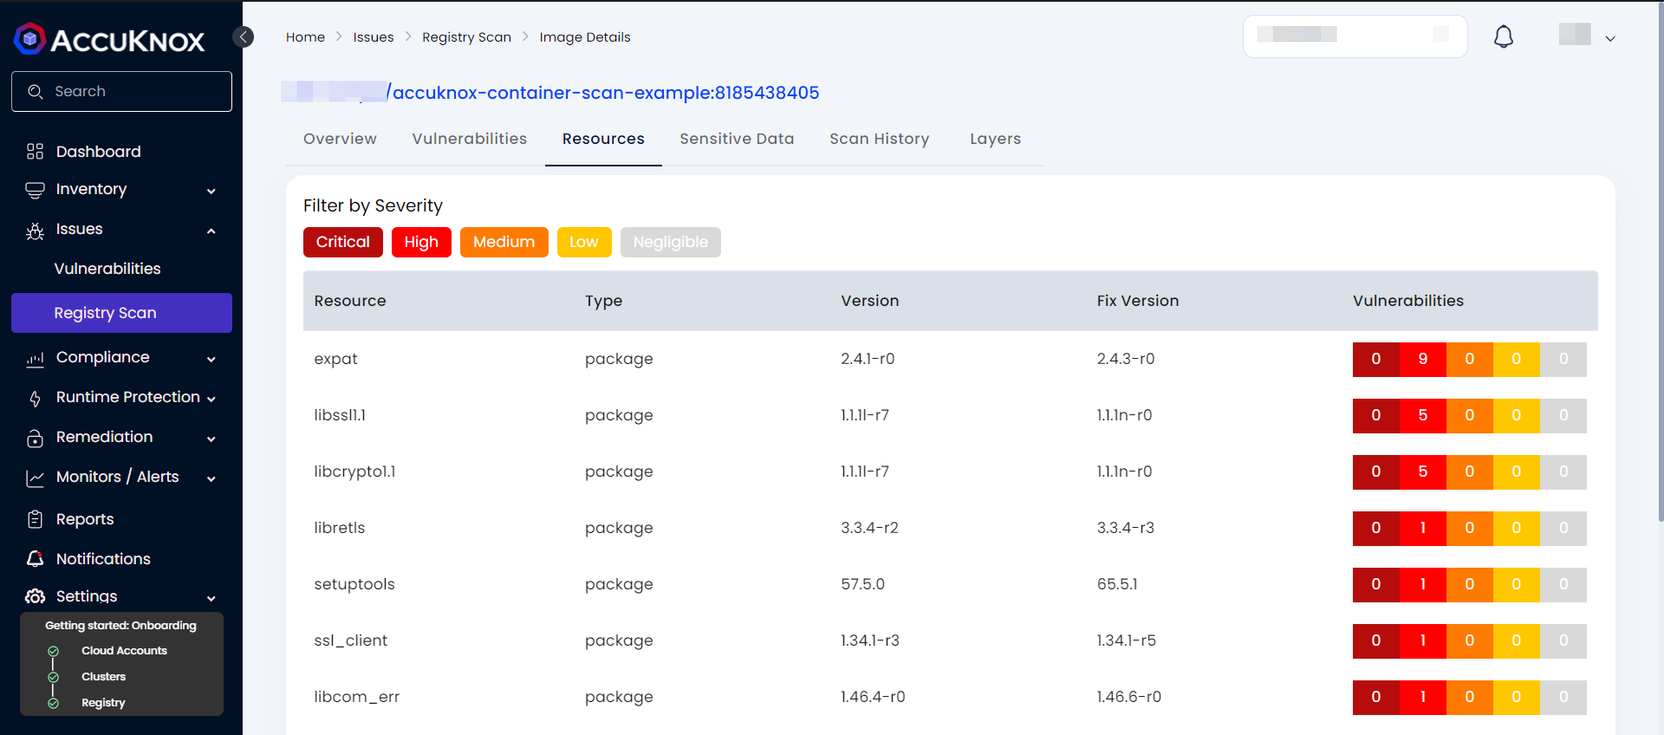 ACCUKNOX
Search
Dashboard
Inventory
Issues
Vulnerabilities
Registry Scan
Compliance
Runtime Protection
Remediation
Monitors / Alerts
Reports
Notifications
Settings
Getting started: Onboarding
Cloud Accounts
Clusters
Registry
Home > Issues > Registry Scan > Image Details
/accuknox-container-scan-example:8185438405
Overview Vulnerabilities Resources Sensitive Data Scan History Layers
Filter by Severity
Critical High Medium Low Negligible
Resource Type Version Fix Version Vulnerabilities
expat package 2.4.1-r0 2.4.3-r0 0 9 0 0 0
libssl1.1 package 1.1.1l-r7 1.1.1n-r0 0 5 0 0 0
libcrypto1.1 package 1.1.1l-r7 1.1.1n-r0 0 5 0 0 0
libretls package 3.3.4-r2 3.3.4-r3 0 1 0 0 0
setuptools package 57.5.0 65.5.1 0 1 0 0 0
ssl_client package 1.34.1-r3 1.34.1-r5 0 1 0 0 0
libcom_err package 1.46.4-r0 1.46.6-r0 0 1 0 0 0